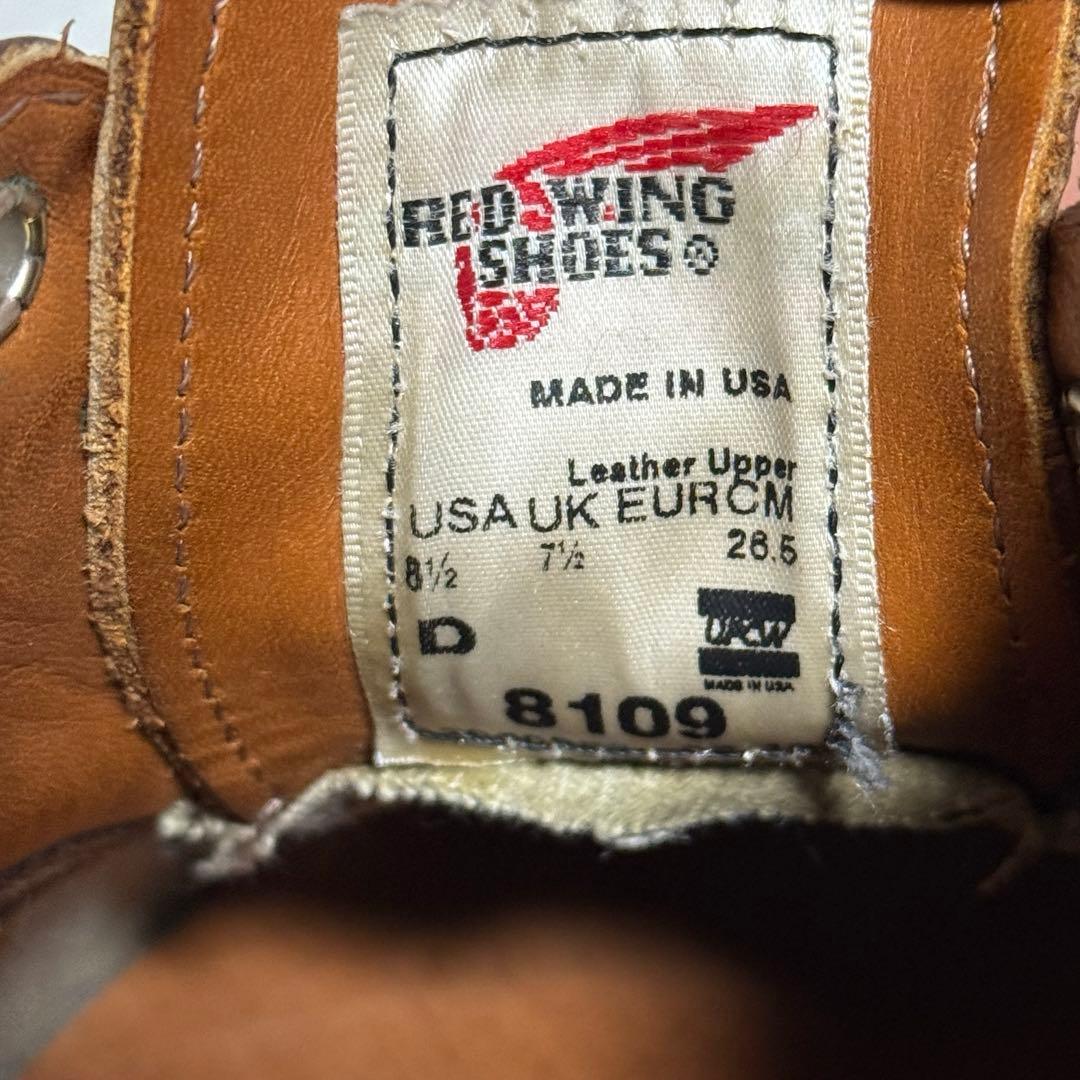 RED WING
SHOES®
MADE IN USA
Leather Upper
USA UK EUR CM
8½ 7½ 26.5
D
UFCW
MADE IN USA
8109